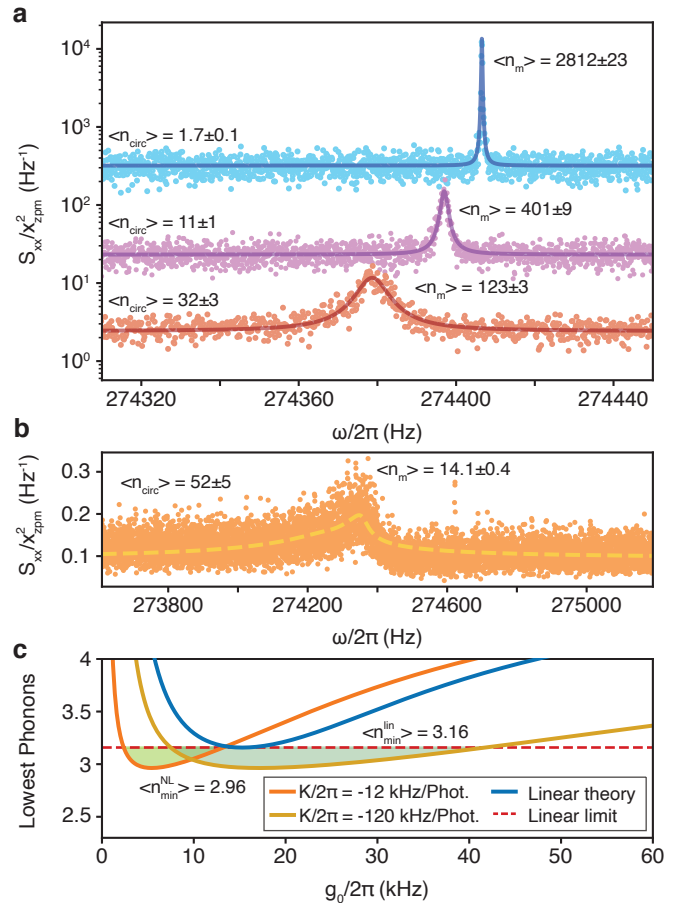 a
10⁴
10³
10²
10¹
10⁰
S_xx/x²_zpm (Hz⁻¹)
<n_m> = 2812±23
<n_circ> = 1.7±0.1
<n_circ> = 11±1
<n_m> = 401±9
<n_circ> = 32±3
<n_m> = 123±3
274320 274360 274400 274440
ω/2π (Hz)
b
0.3
0.2
0.1
S_xx/x²_zpm (Hz⁻¹)
<n_circ> = 52±5
<n_m> = 14.1±0.4
273800 274200 274600 275000
ω/2π (Hz)
c
4
3.5
3
2.5
Lowest Phonons
<n_min^lin> = 3.16
<n_min^NL> = 2.96
K/2π = -12 kHz/Phot.
K/2π = -120 kHz/Phot.
Linear theory
Linear limit
0 10 20 30 40 50 60
g₀/2π (kHz)